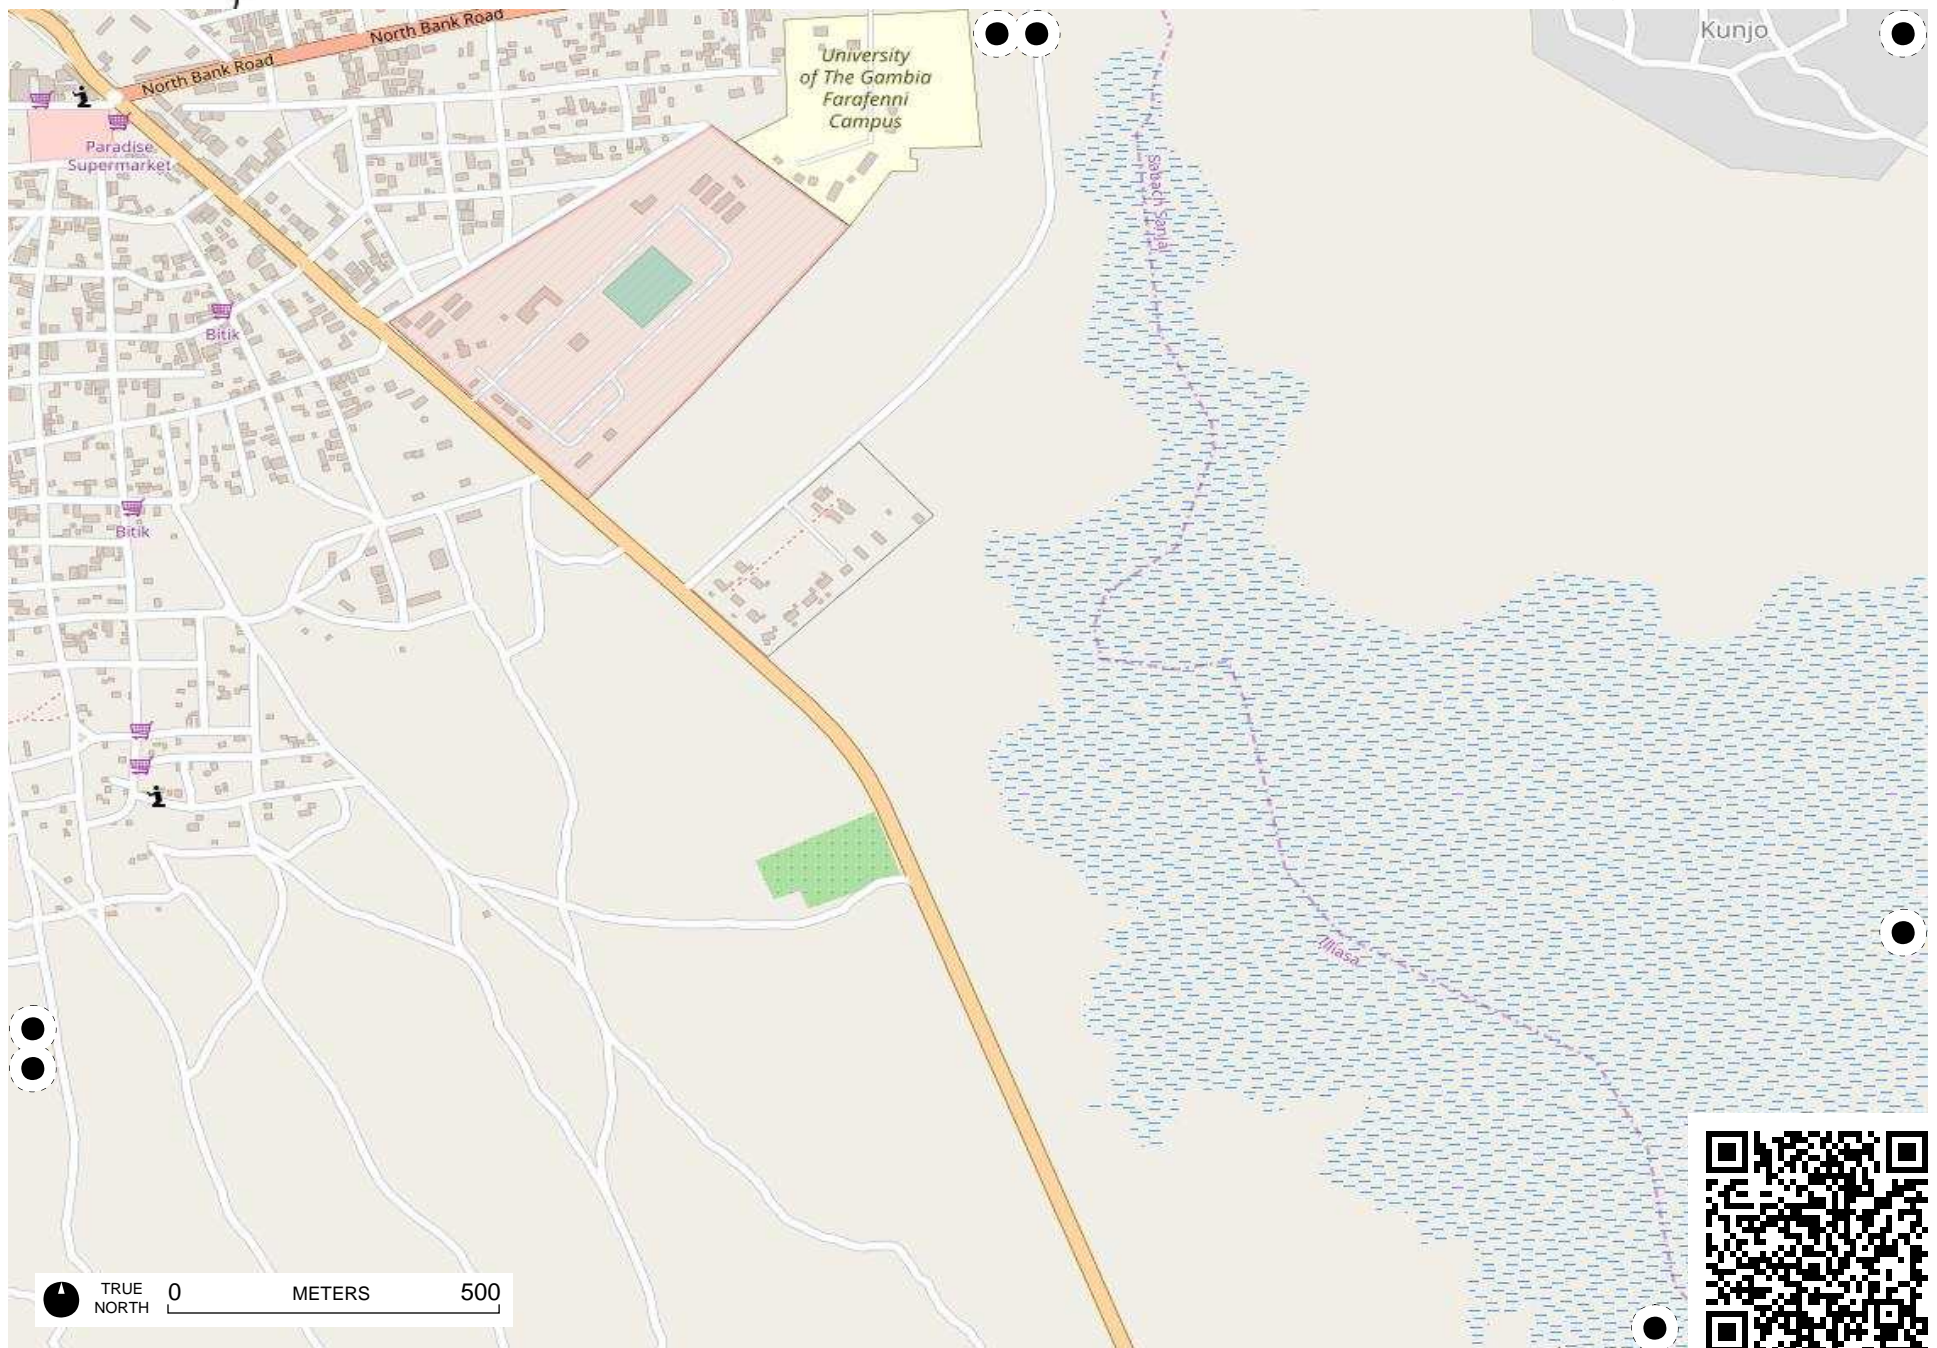 North Bank Road
North Bank Road
University
of The Gambia
Farafenni
Campus
Kunjo
Paradise
Supermarket
Sabach Sanjal
Bitik
Bitik
Illiasa
TRUE
NORTH
0 METERS 500